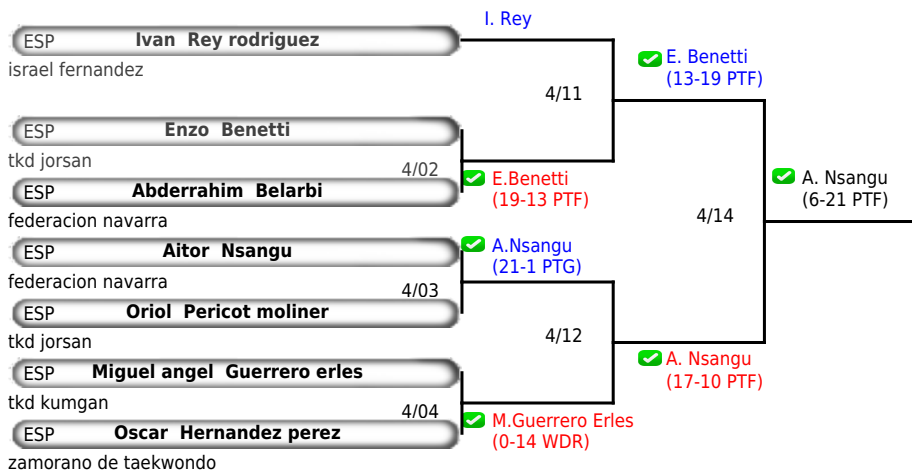 I. Rey
ESP Ivan Rey rodriguez
israel fernandez
E. Benetti
(13-19 PTF)
4/11
ESP Enzo Benetti
tkd jorsan
4/02
E.Benetti
(19-13 PTF)
ESP Abderrahim Belarbi
federacion navarra
A. Nsangu
(6-21 PTF)
4/14
ESP Aitor Nsangu
federacion navarra
A.Nsangu
(21-1 PTG)
4/03
ESP Oriol Pericot moliner
tkd jorsan
4/12
A. Nsangu
(17-10 PTF)
ESP Miguel angel Guerrero erles
tkd kumgan
4/04
M.Guerrero Erles
(0-14 WDR)
ESP Oscar Hernandez perez
zamorano de taekwondo